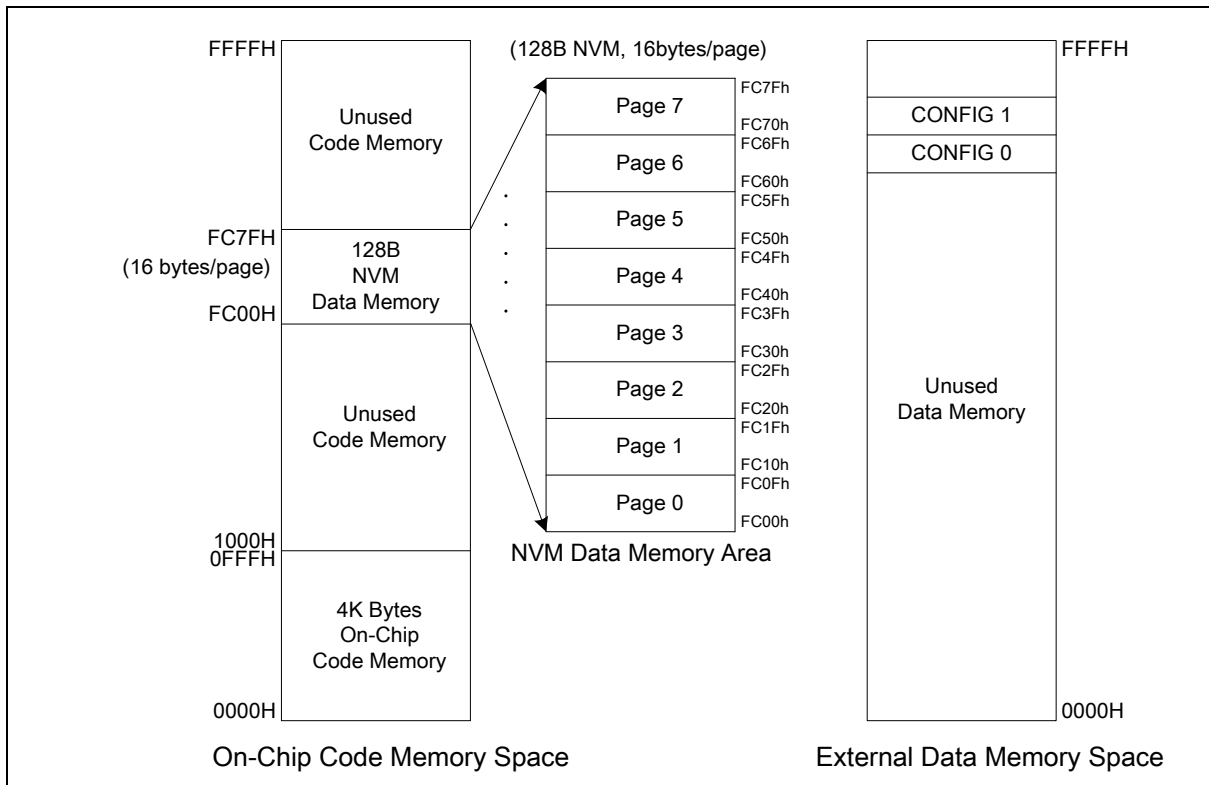 FFFFH
Unused
Code Memory
FC7FH
(16 bytes/page)
128B
NVM
Data Memory
FC00H
Unused
Code Memory
1000H
0FFFH
4K Bytes
On-Chip
Code Memory
0000H
On-Chip Code Memory Space
(128B NVM, 16bytes/page)
FC7Fh
Page 7
FC70h
FC6Fh
Page 6
FC60h
FC5Fh
Page 5
FC50h
FC4Fh
Page 4
FC40h
FC3Fh
Page 3
FC30h
FC2Fh
Page 2
FC20h
FC1Fh
Page 1
FC10h
FC0Fh
Page 0
FC00h
NVM Data Memory Area
FFFFH
CONFIG 1
CONFIG 0
Unused
Data Memory
0000H
External Data Memory Space